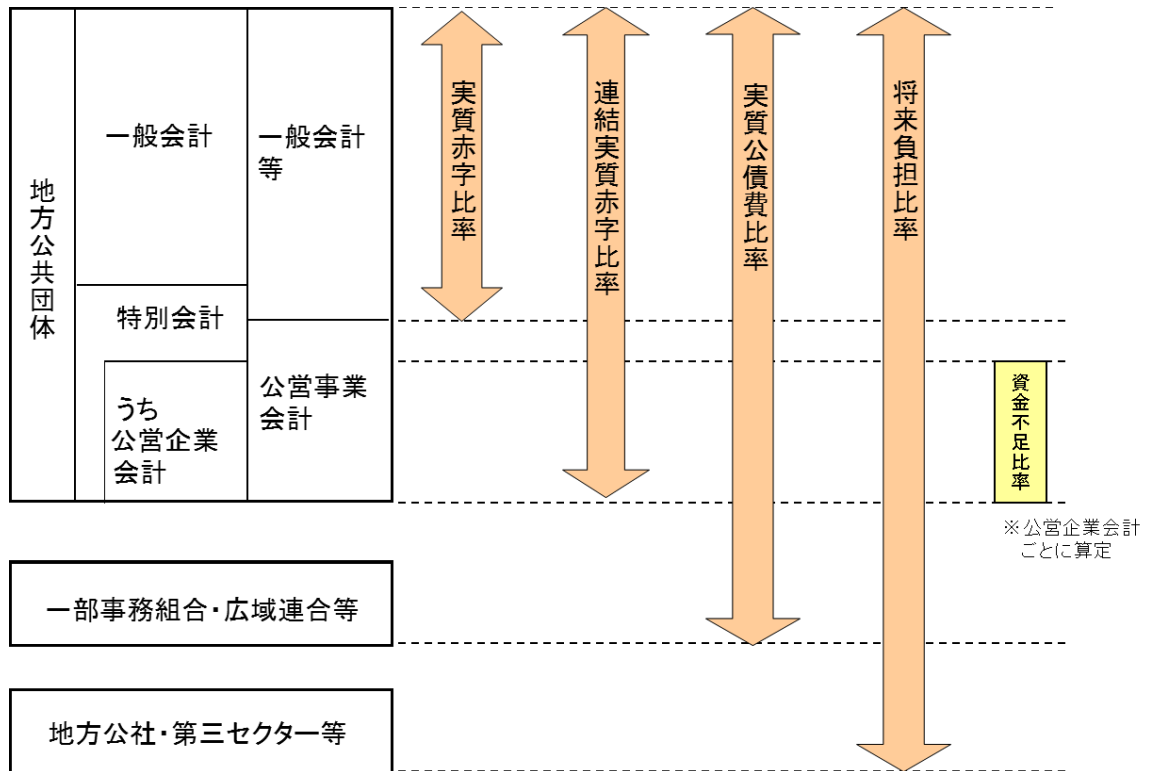 地方公共団体
一般会計
一般会計
等
特別会計
うち
公営企業
会計
公営事業
会計
実質赤字比率
連結実質赤字比率
実質公債費比率
将来負担比率
資金不足比率
※公営企業会計
ごとに算定
一部事務組合・広域連合等
地方公社・第三セクター等